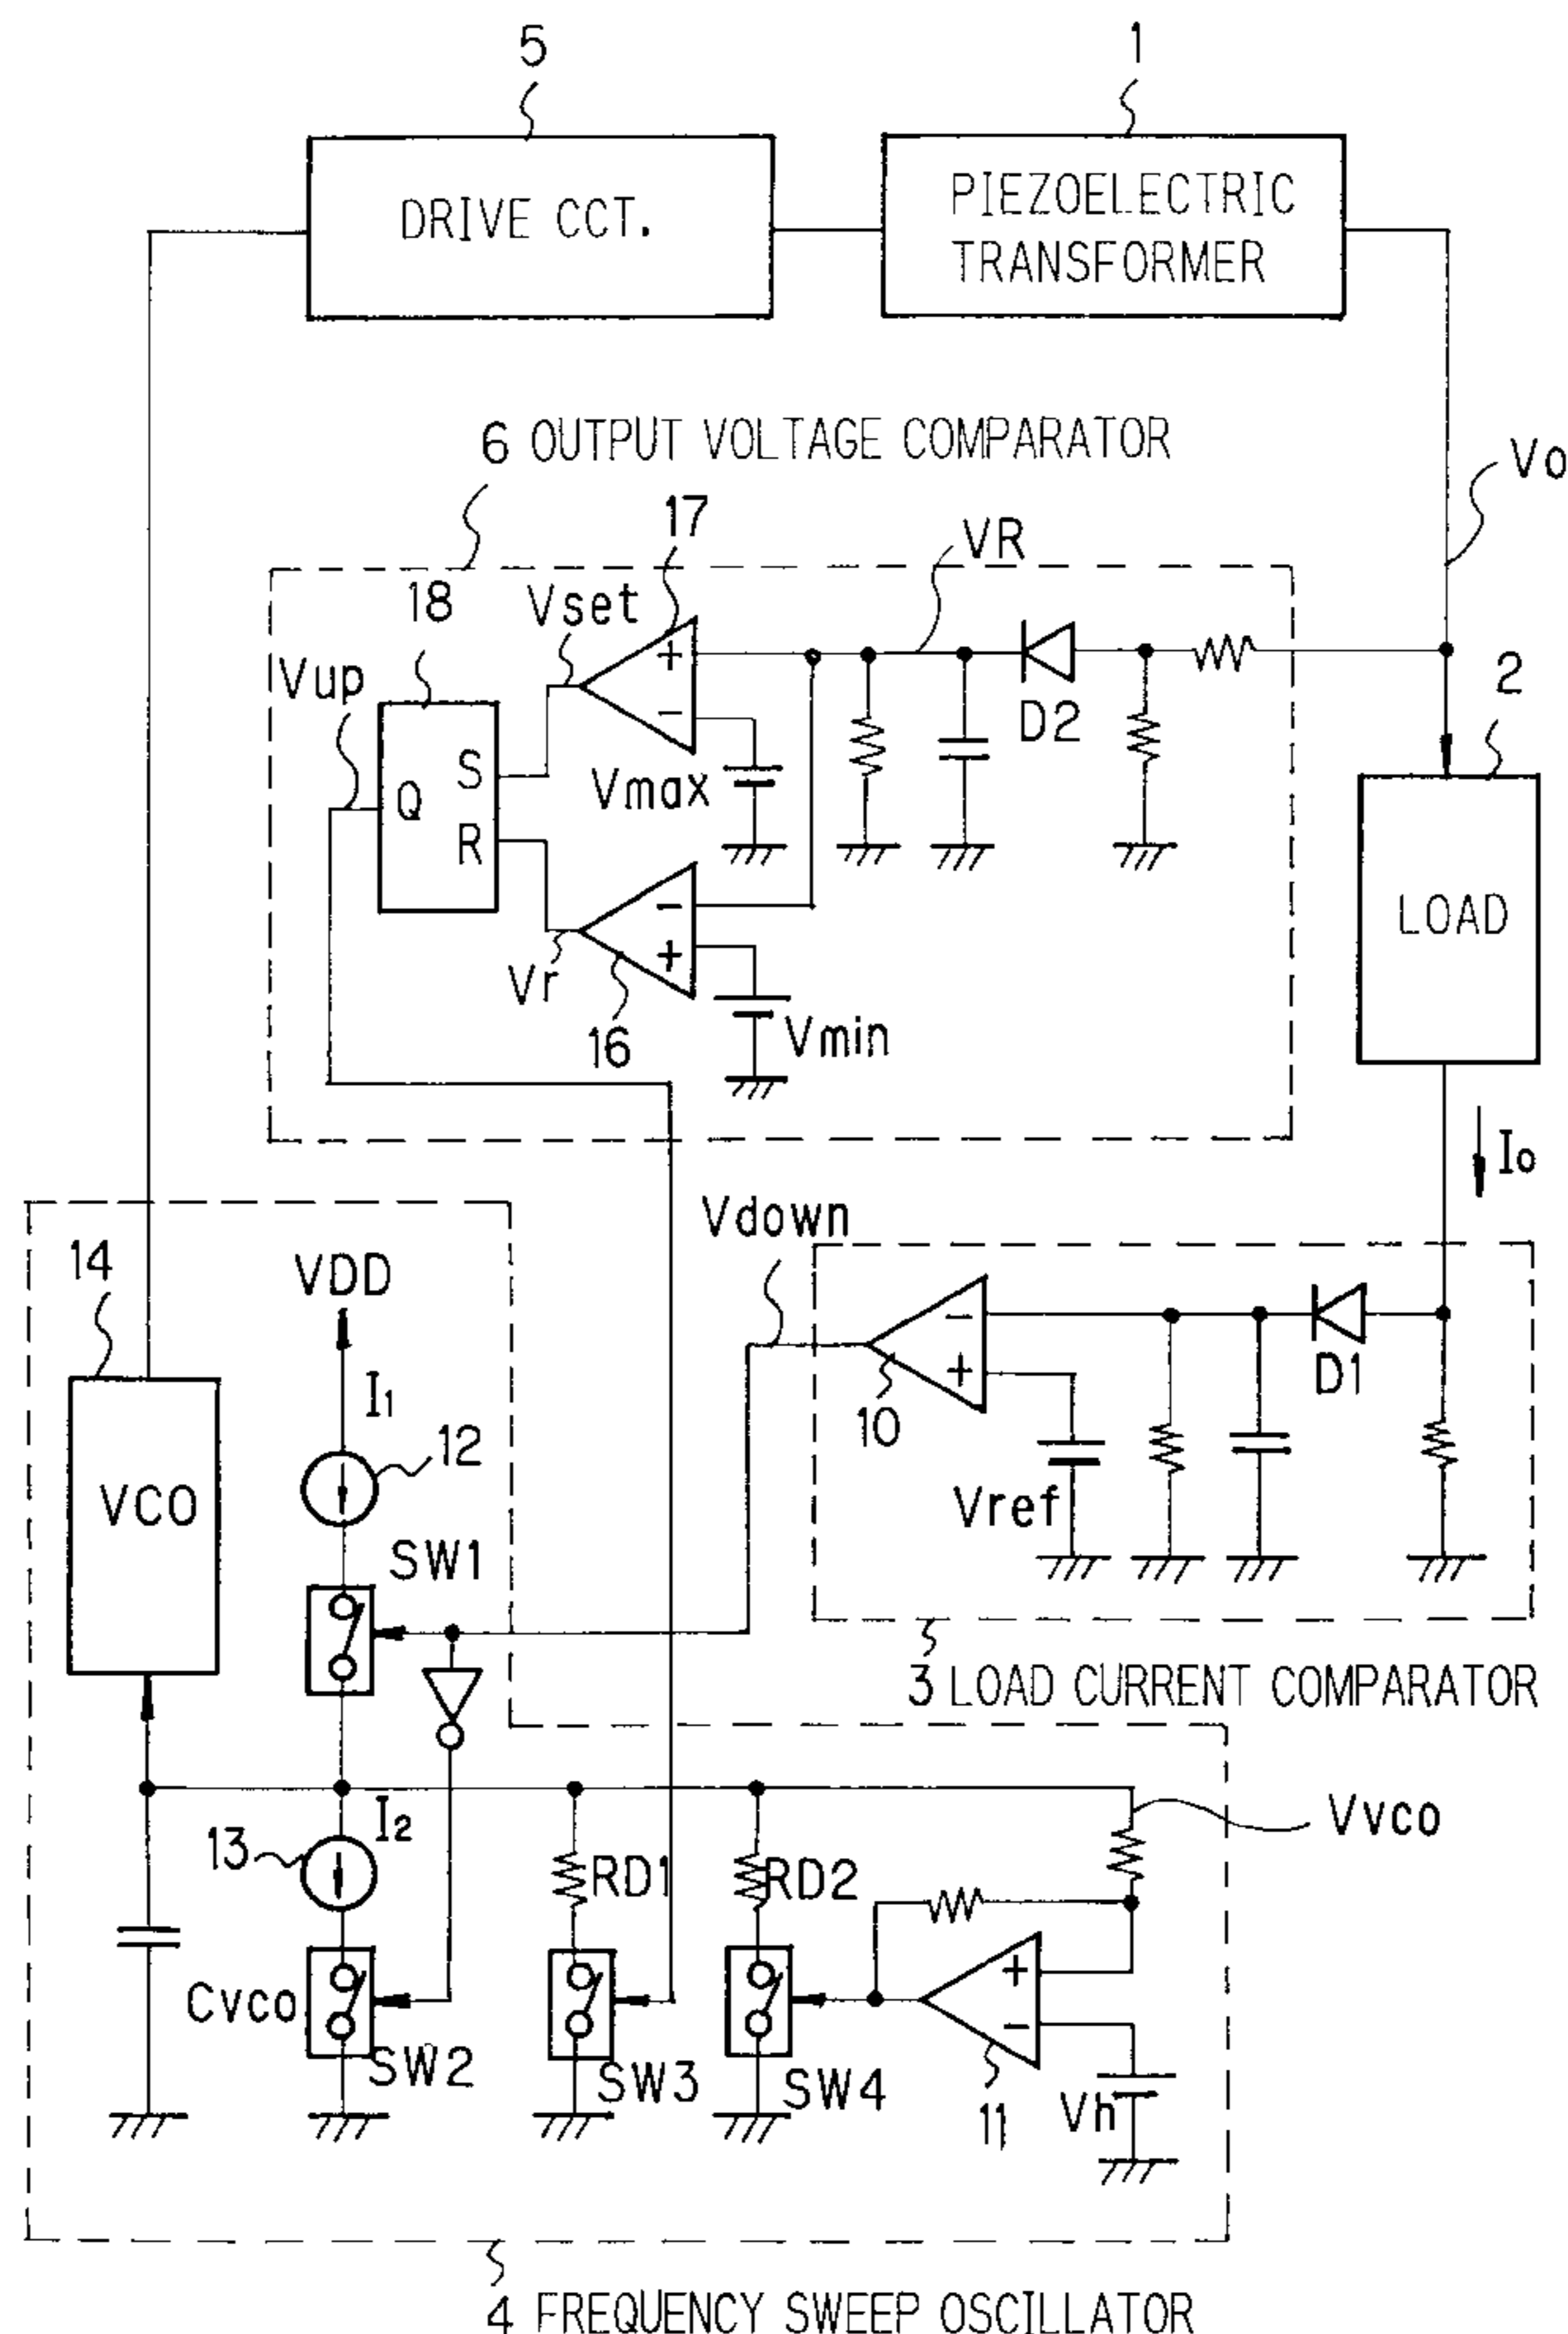 5
1
DRIVE CCT.
PIEZOELECTRIC
TRANSFORMER
6 OUTPUT VOLTAGE COMPARATOR
Vo
17
VR
18
Vset
+
Vup
−
D2
2
S
Vmax
Q
R
−
LOAD
+
Vr
16
Vmin
Io
Vdown
14
VDD
−
I1
+
D1
10
12
VCO
Vref
SW1
3 LOAD CURRENT COMPARATOR
I2
Vvco
13
RD1
RD2
+
Cvco
−
SW2
SW3
SW4
11
Vh
4 FREQUENCY SWEEP OSCILLATOR